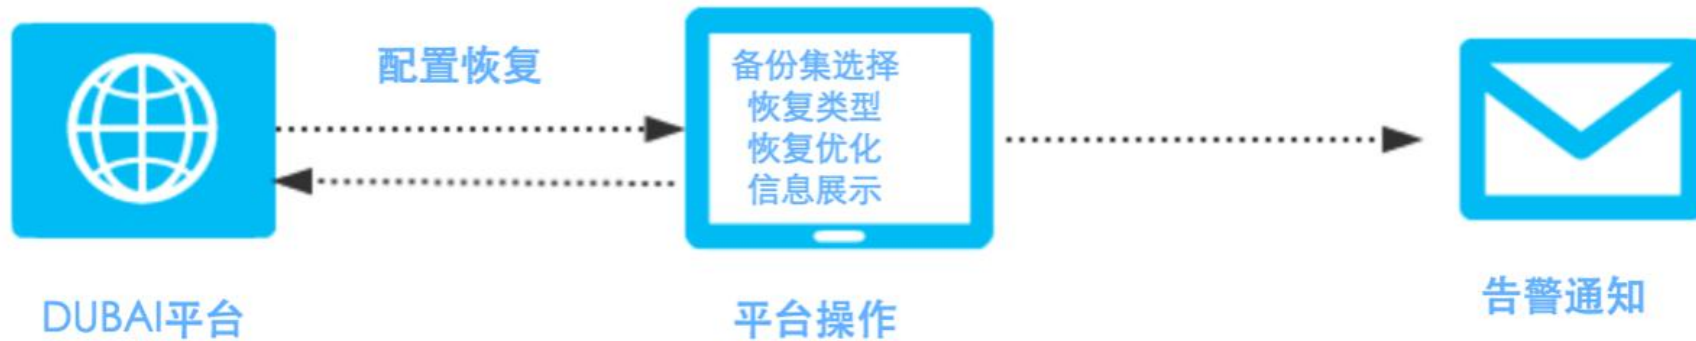 配置恢复
备份集选择
恢复类型
恢复优化
信息展示
DUBAI平台
平台操作
告警通知